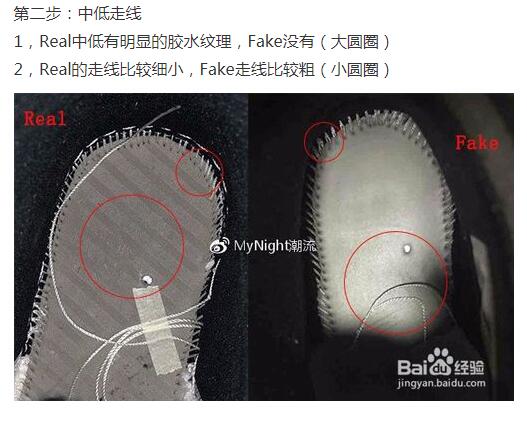 第二步：中低走线
1，Real中低有明显的胶水纹理，Fake没有（大圆圈）
2，Real的走线比较细小，Fake走线比较粗（小圆圈）
Real
Fake
MyNight潮流
Bai du 经验
jingyan.baidu.com